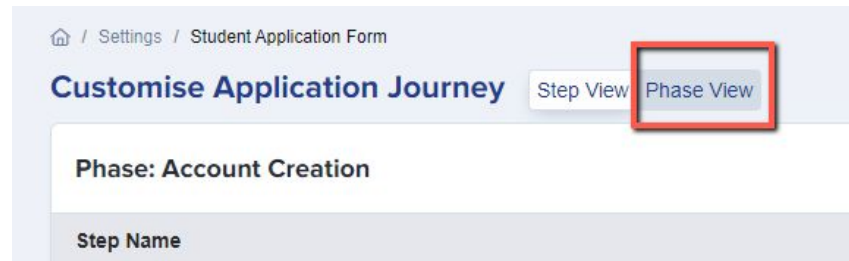 / Settings / Student Application Form
Customise Application Journey Step View Phase View
Phase: Account Creation
Step Name